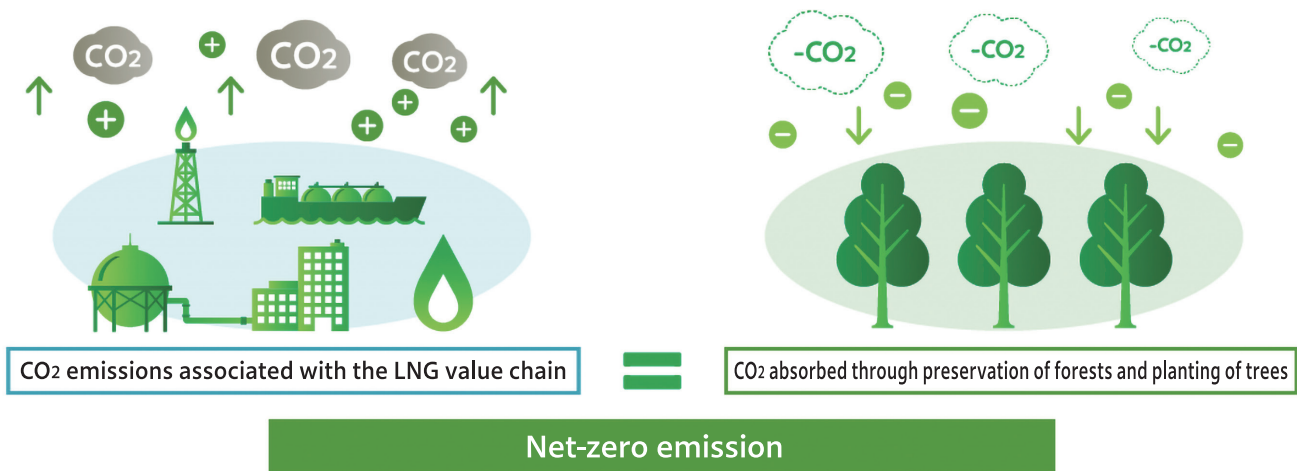 CO2
CO2
CO2
-CO2
-CO2
-CO2
CO2 emissions associated with the LNG value chain
=
CO2 absorbed through preservation of forests and planting of trees
Net-zero emission